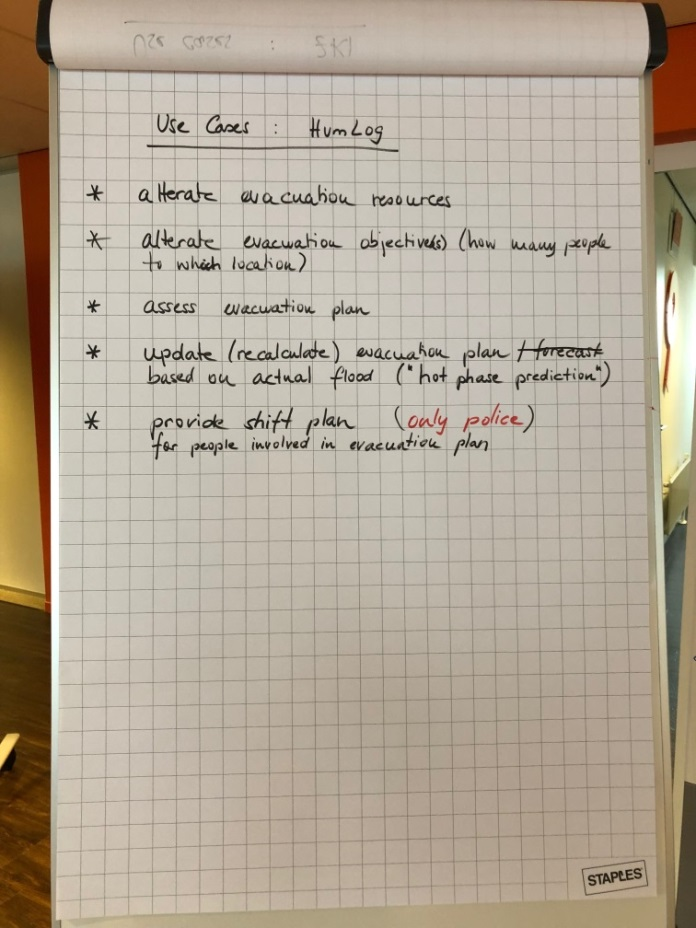 Use Cases : HumLog
* alterate evacuation resources
* alterate evacuation objective(s) (how many people
to which location)
* assess evacuation plan
* update (recalculate) evacuation plan / forecast
based on actual flood ("hot phase prediction")
* provide shift plan (only police)
for people involved in evacuation plan
STAPLES